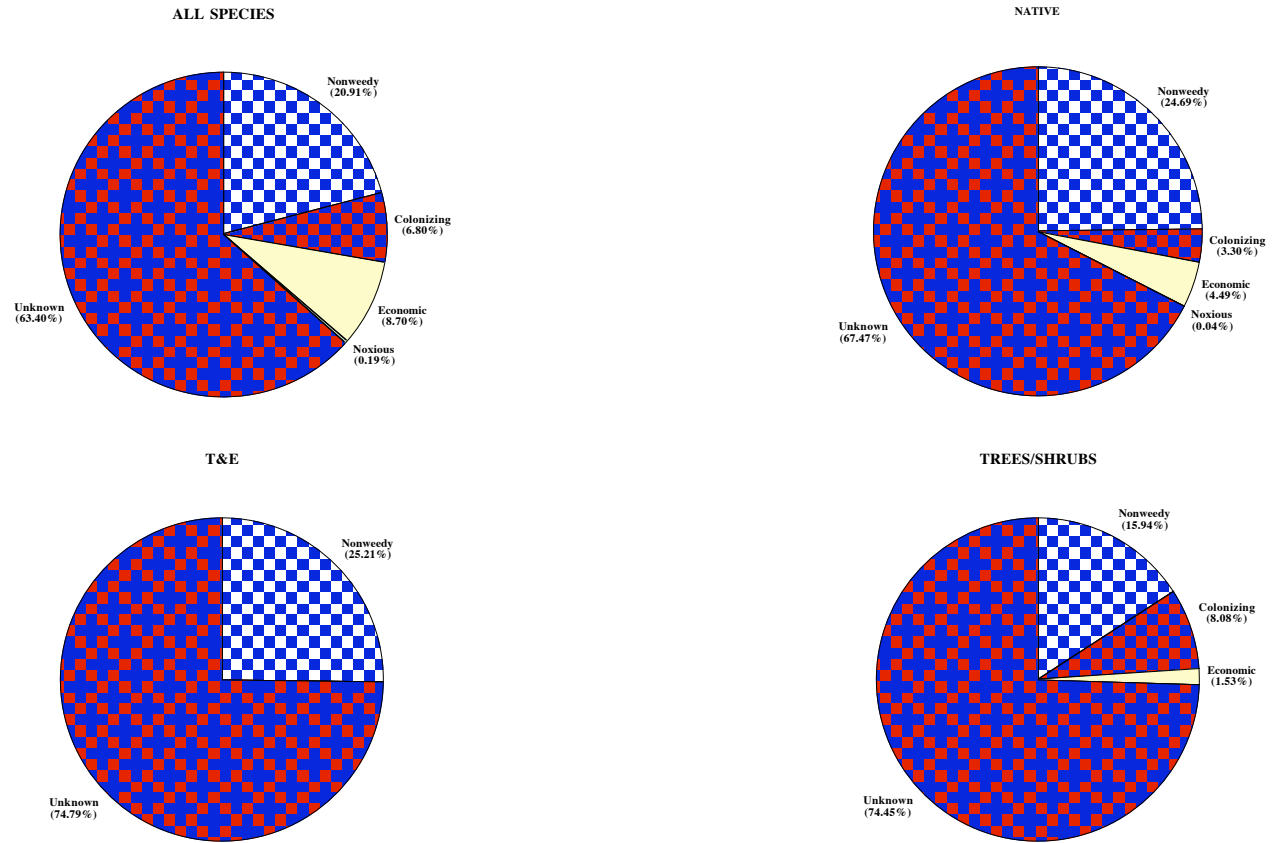 ALL SPECIES
Nonweedy
(20.91%)
Colonizing
(6.80%)
Economic
(8.70%)
Noxious
(0.19%)
Unknown
(63.40%)
NATIVE
Nonweedy
(24.69%)
Colonizing
(3.30%)
Economic
(4.49%)
Noxious
(0.04%)
Unknown
(67.47%)
T&E
Nonweedy
(25.21%)
Unknown
(74.79%)
TREES/SHRUBS
Nonweedy
(15.94%)
Colonizing
(8.08%)
Economic
(1.53%)
Unknown
(74.45%)